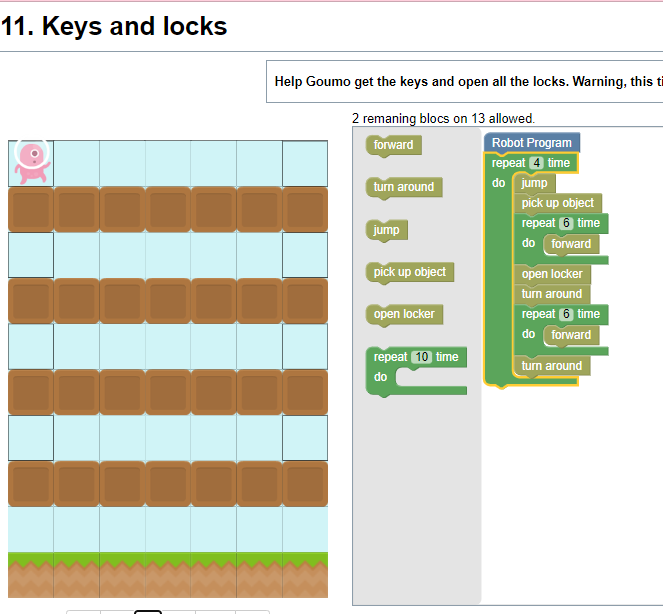 11. Keys and locks
Help Goumo get the keys and open all the locks. Warning, this ti
2 remaning blocs on 13 allowed.
forward
turn around
jump
pick up object
open locker
repeat 10 time
do
Robot Program
repeat 4 time
do jump
pick up object
repeat 6 time
do forward
open locker
turn around
repeat 6 time
do forward
turn around